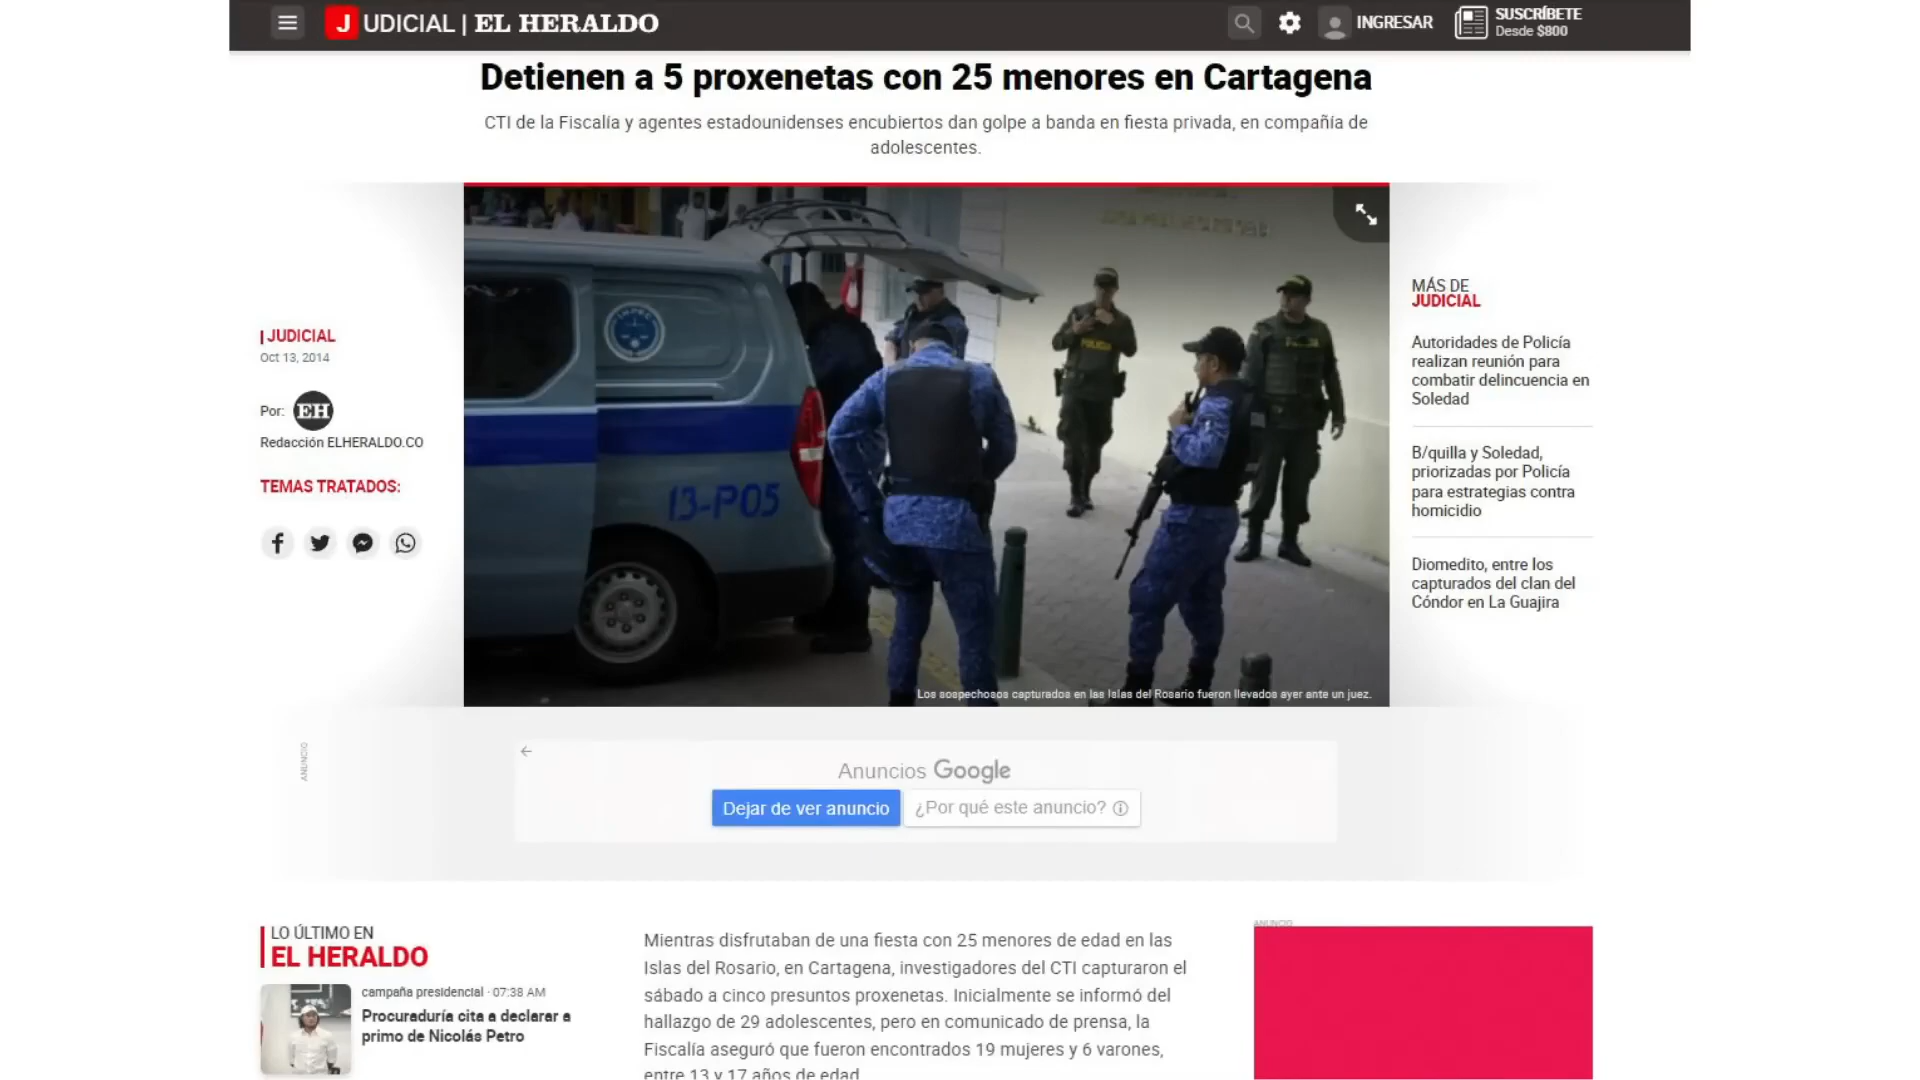 JUDICIAL | EL HERALDO
INGRESAR
SUSCRÍBETE
Desde $800
Detienen a 5 proxenetas con 25 menores en Cartagena
CTI de la Fiscalía y agentes estadounidenses encubiertos dan golpe a banda en fiesta privada, en compañía de
adolescentes.
JUDICIAL
Oct 13, 2014
Por: EH
Redacción ELHERALDO.CO
TEMAS TRATADOS:
INPEC
POLICIA
13-P05
Los sospechosos capturados en las Islas del Rosario fueron llevados ayer ante un juez.
MÁS DE
JUDICIAL
Autoridades de Policía
realizan reunión para
combatir delincuencia en
Soledad
B/quilla y Soledad,
priorizadas por Policía
para estrategias contra
homicidio
Diomedito, entre los
capturados del clan del
Cóndor en La Guajira
ANUNCIO
Anuncios Google
Dejar de ver anuncio
¿Por qué este anuncio?
LO ÚLTIMO EN
EL HERALDO
campaña presidencial · 07:38 AM
Procuraduría cita a declarar a
primo de Nicolás Petro
Mientras disfrutaban de una fiesta con 25 menores de edad en las
Islas del Rosario, en Cartagena, investigadores del CTI capturaron el
sábado a cinco presuntos proxenetas. Inicialmente se informó del
hallazgo de 29 adolescentes, pero en comunicado de prensa, la
Fiscalía aseguró que fueron encontrados 19 mujeres y 6 varones,
entre 13 y 17 años de edad
ANUNCIO